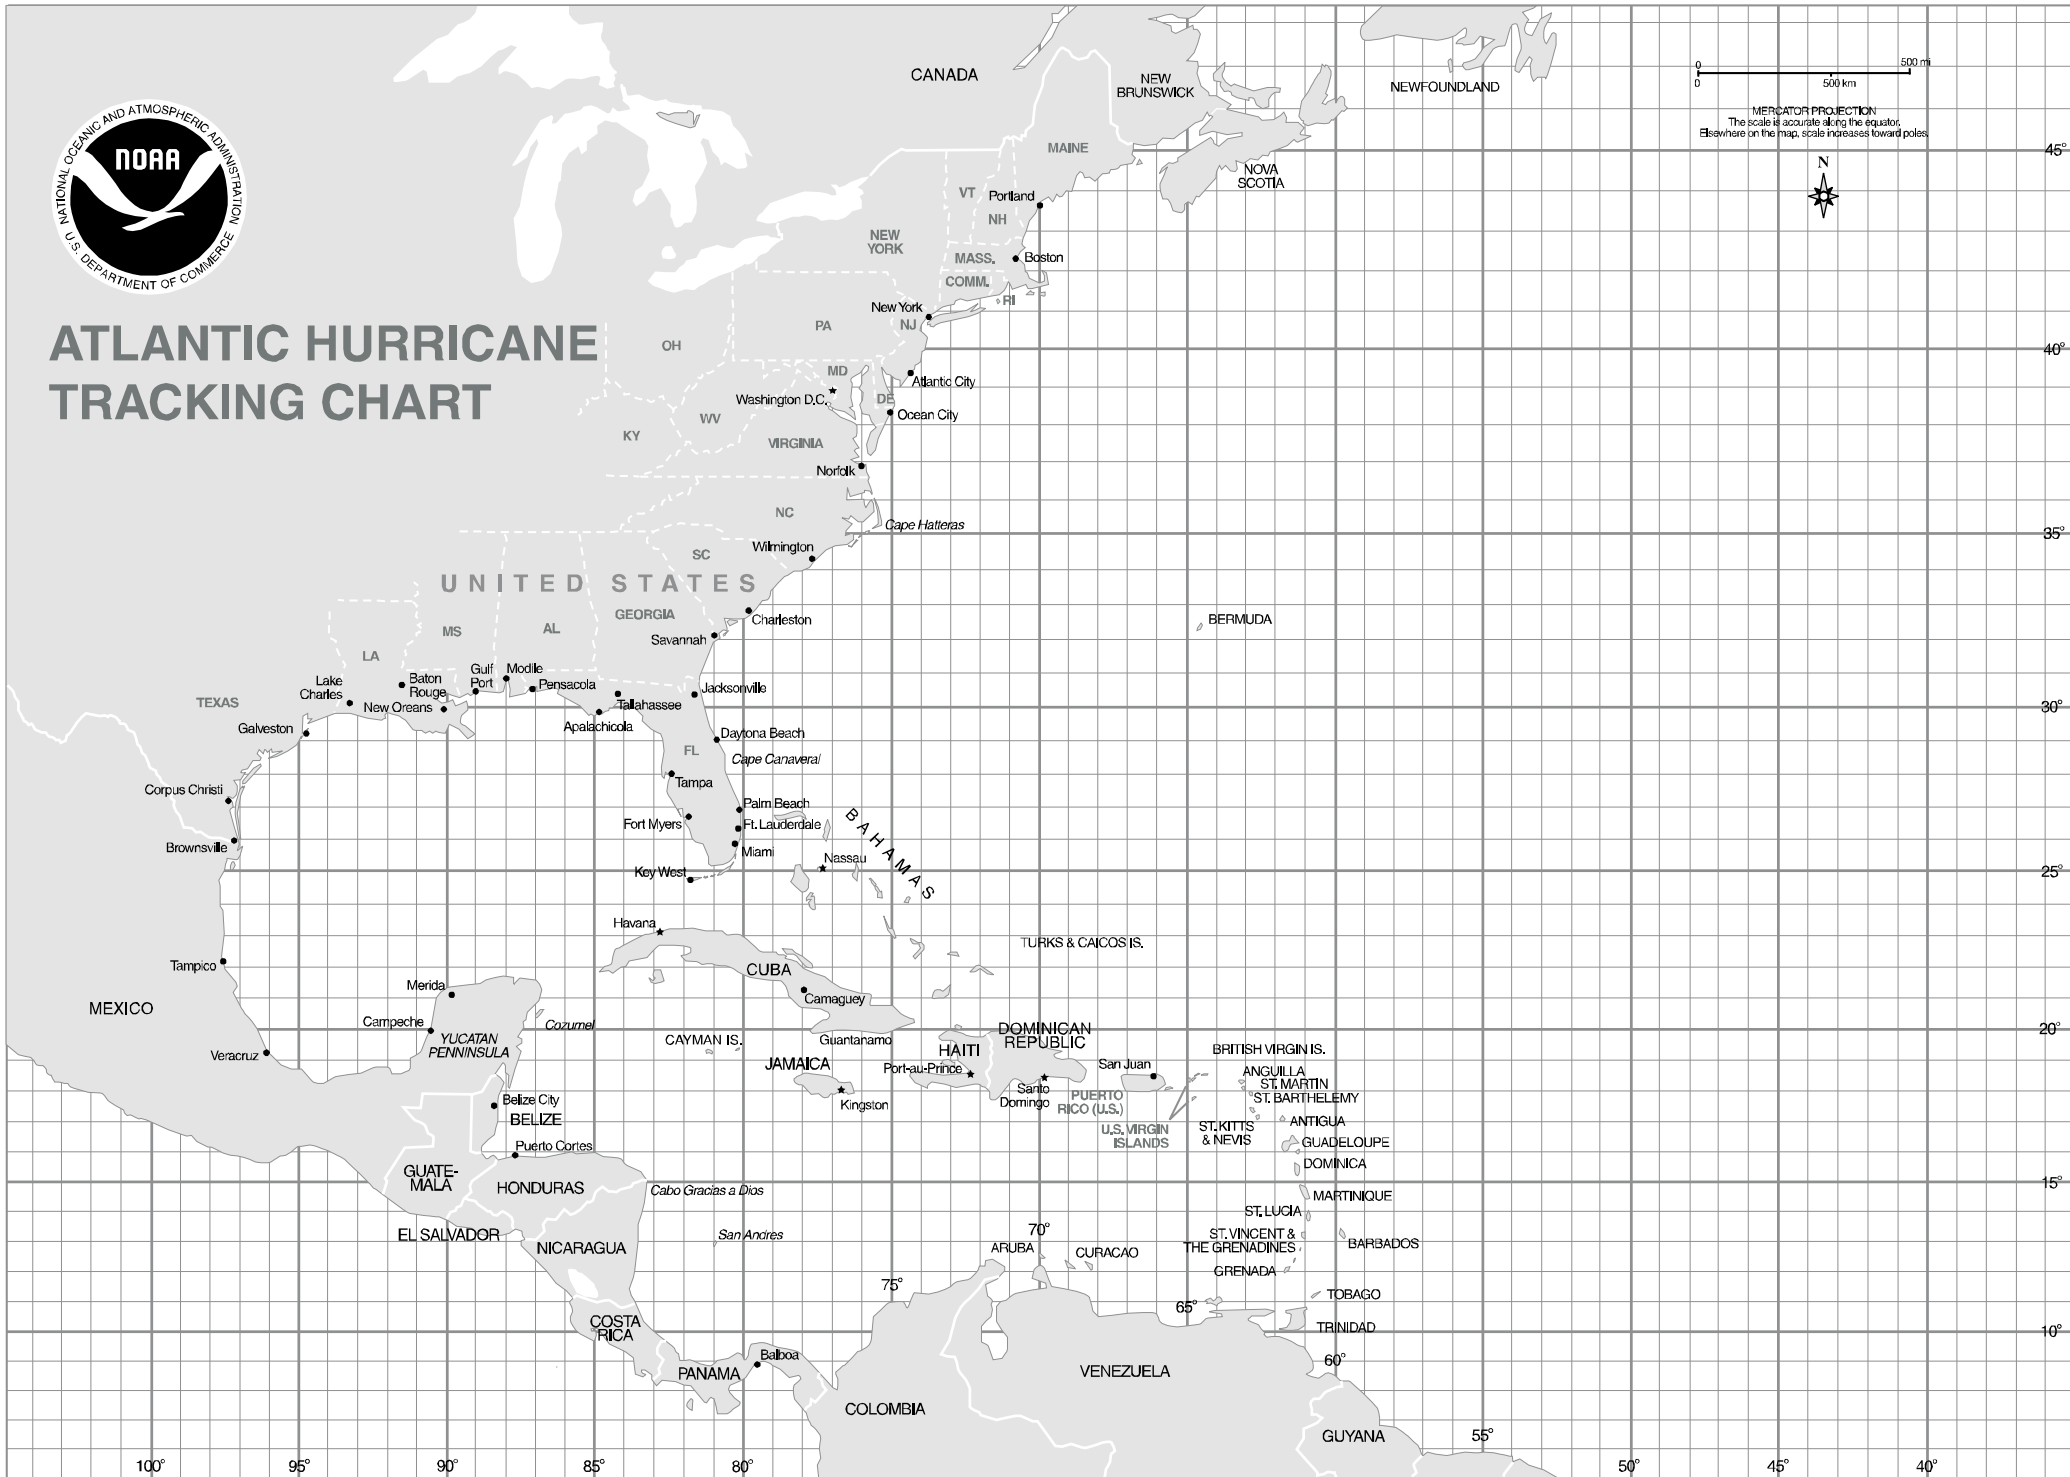 NATIONAL OCEANIC AND ATMOSPHERIC ADMINISTRATION
U.S. DEPARTMENT OF COMMERCE
NOAA
ATLANTIC HURRICANE
TRACKING CHART
0
500 mi
0
500 km
MERCATOR PROJECTION
The scale is accurate along the equator.
Elsewhere on the map, scale increases toward poles.
N
CANADA
NEW
BRUNSWICK
NEWFOUNDLAND
MAINE
NOVA
SCOTIA
45°
VT
Portland
NH
NEW
YORK
MASS.
Boston
COMM.
RI
New York
NJ
PA
OH
40°
MD
Atlantic City
Washington D.C.
DE
Ocean City
WV
KY
VIRGINIA
Norfolk
NC
Cape Hatteras
35°
Wilmington
SC
UNITED STATES
GEORGIA
Charleston
BERMUDA
MS
AL
Savannah
LA
Lake
Charles
Baton
Rouge
Gulf
Port
Modile
Pensacola
Jacksonville
TEXAS
New Oreans
Tallahassee
30°
Galveston
Apalachicola
Daytona Beach
FL
Cape Canaveral
Tampa
Corpus Christi
Palm Beach
Fort Myers
Ft. Lauderdale
BAHAMAS
Brownsville
Miami
Nassau
Key West
25°
Havana
TURKS & CAICOS IS.
Tampico
CUBA
Merida
Camaguey
MEXICO
Campeche
Cozumel
20°
YUCATAN
PENNINSULA
CAYMAN IS.
Guantanamo
DOMINICAN
REPUBLIC
HAITI
Veracruz
JAMAICA
Port-au-Prince
San Juan
BRITISH VIRGIN IS.
ANGUILLA
ST. MARTIN
ST. BARTHELEMY
Belize City
BELIZE
Kingston
Santo
Domingo
PUERTO
RICO (U.S.)
U.S. VIRGIN
ISLANDS
ST. KITTS
& NEVIS
ANTIGUA
Puerto Cortes
GUADELOUPE
GUATE-
MALA
HONDURAS
DOMINICA
15°
Cabo Gracias a Dios
MARTINIQUE
EL SALVADOR
NICARAGUA
San Andres
70°
ST. LUCIA
ST. VINCENT &
THE GRENADINES
BARBADOS
ARUBA
CURACAO
GRENADA
75°
65°
TOBAGO
COSTA
RICA
TRINIDAD
10°
Balboa
PANAMA
VENEZUELA
60°
COLOMBIA
GUYANA
55°
100°
95°
90°
85°
80°
50°
45°
40°